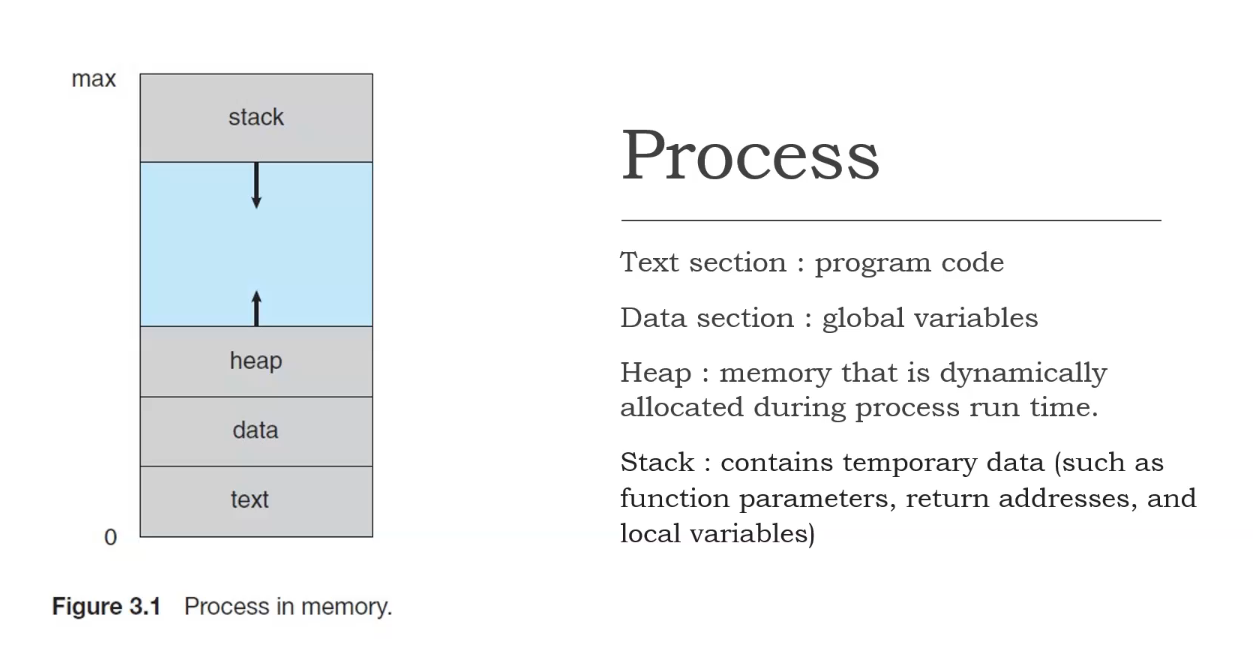 max
stack
heap
data
text
0
Figure 3.1 Process in memory.
Process
Text section : program code
Data section : global variables
Heap : memory that is dynamically
allocated during process run time.
Stack : contains temporary data (such as
function parameters, return addresses, and
local variables)